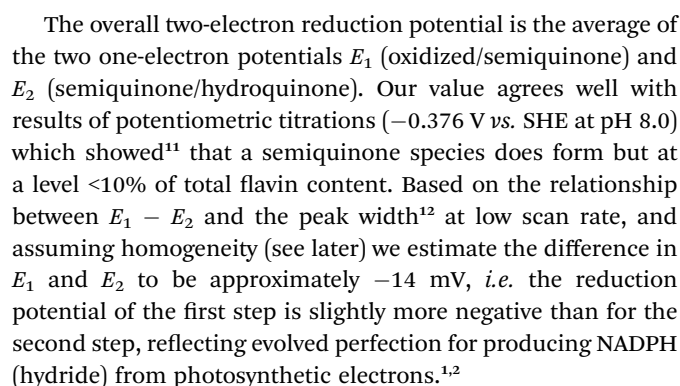 The overall two-electron reduction potential is the average of
the two one-electron potentials E₁ (oxidized/semiquinone) and
E₂ (semiquinone/hydroquinone). Our value agrees well with
results of potentiometric titrations (−0.376 V vs. SHE at pH 8.0)
which showed¹¹ that a semiquinone species does form but at
a level <10% of total flavin content. Based on the relationship
between E₁ − E₂ and the peak width¹² at low scan rate, and
assuming homogeneity (see later) we estimate the difference in
E₁ and E₂ to be approximately −14 mV, i.e. the reduction
potential of the first step is slightly more negative than for the
second step, reflecting evolved perfection for producing NADPH
(hydride) from photosynthetic electrons.¹,²